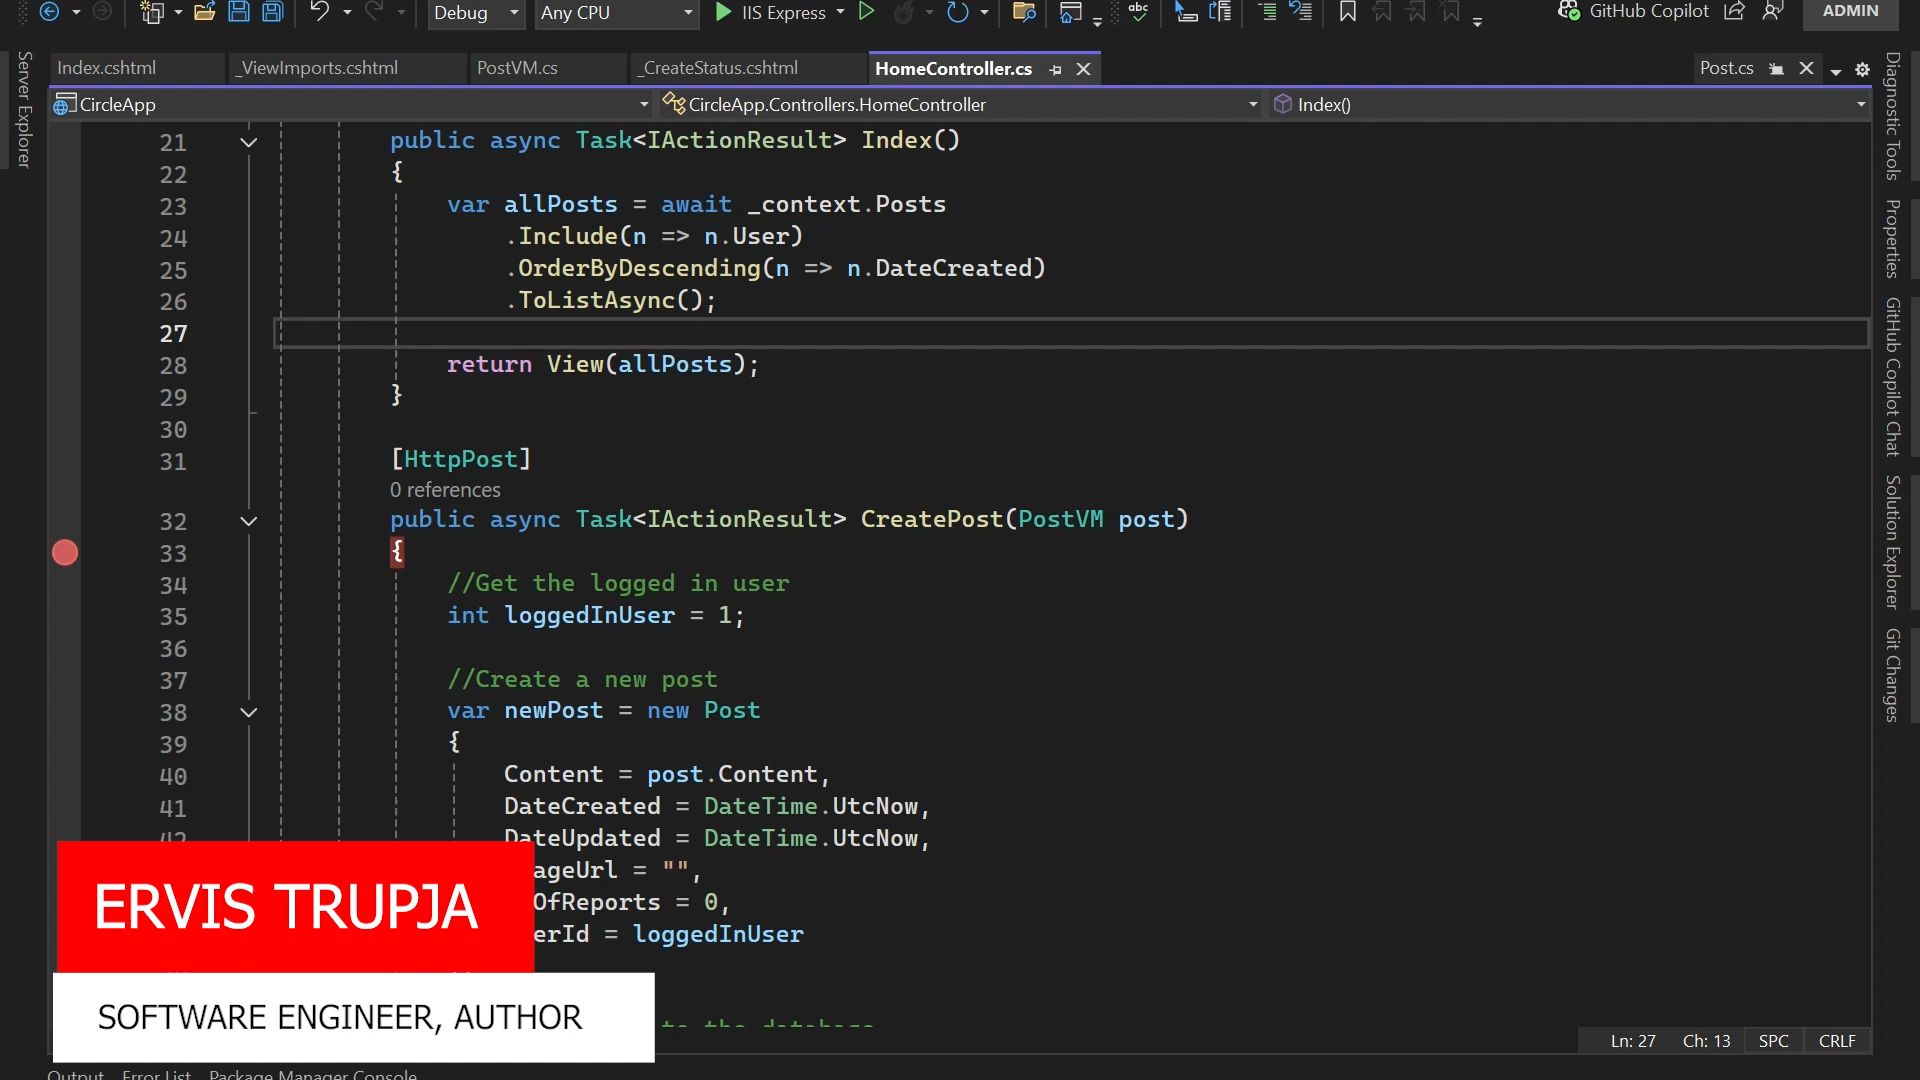 Debug
Any CPU
IIS Express
abc
GitHub Copilot
ADMIN
Server Explorer
Index.cshtml
_ViewImports.cshtml
PostVM.cs
_CreateStatus.cshtml
HomeController.cs
Post.cs
CircleApp
CircleApp.Controllers.HomeController
Index()
21 public async Task<IActionResult> Index()
22 {
23 var allPosts = await _context.Posts
24 .Include(n => n.User)
25 .OrderByDescending(n => n.DateCreated)
26 .ToListAsync();
27
28 return View(allPosts);
29 }
30
31 [HttpPost]
0 references
32 public async Task<IActionResult> CreatePost(PostVM post)
33 {
34 //Get the logged in user
35 int loggedInUser = 1;
36
37 //Create a new post
38 var newPost = new Post
39 {
40 Content = post.Content,
41 DateCreated = DateTime.UtcNow,
42 DateUpdated = DateTime.UtcNow,
ageUrl = "",
OfReports = 0,
erId = loggedInUser
to the database
ERVIS TRUPJA
SOFTWARE ENGINEER, AUTHOR
Ln: 27 Ch: 13 SPC CRLF
Output Error List Package Manager Console
Diagnostic Tools
Properties
GitHub Copilot Chat
Solution Explorer
Git Changes